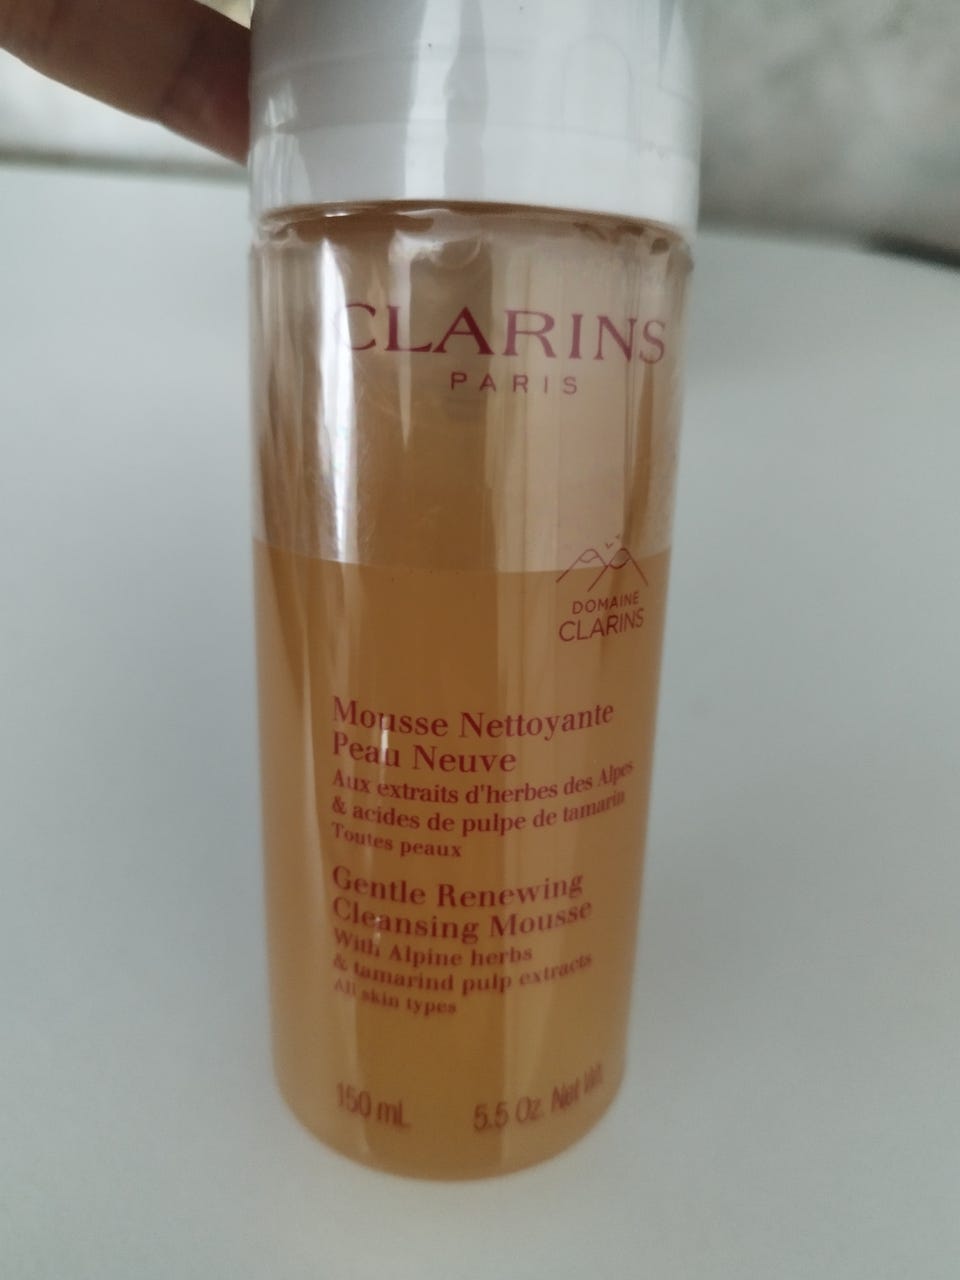 CLARINS
PARIS
DOMAINE
CLARINS
Mousse Nettoyante
Peau Neuve
Aux extraits d'herbes des Alpes
& acides de pulpe de tamarin
Toutes peaux
Gentle Renewing
Cleansing Mousse
With Alpine herbs
& tamarind pulp extracts
All skin types
150 mL 5.5 Oz. Net Wt.